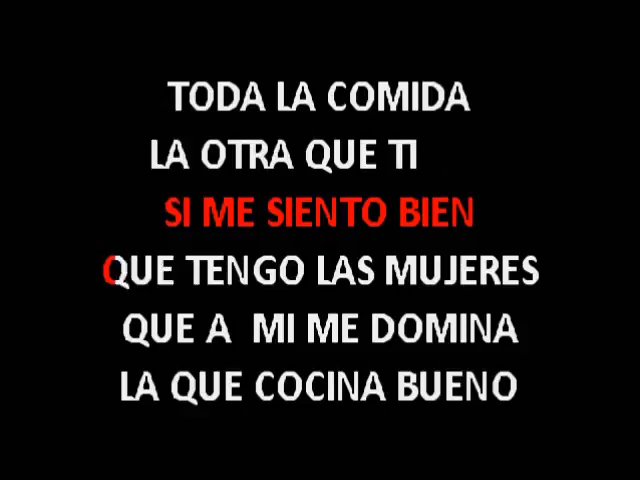 TODA LA COMIDA
LA OTRA QUE TI
SI ME SIENTO BIEN
QUE TENGO LAS MUJERES
QUE A MI ME DOMINA
LA QUE COCINA BUENO